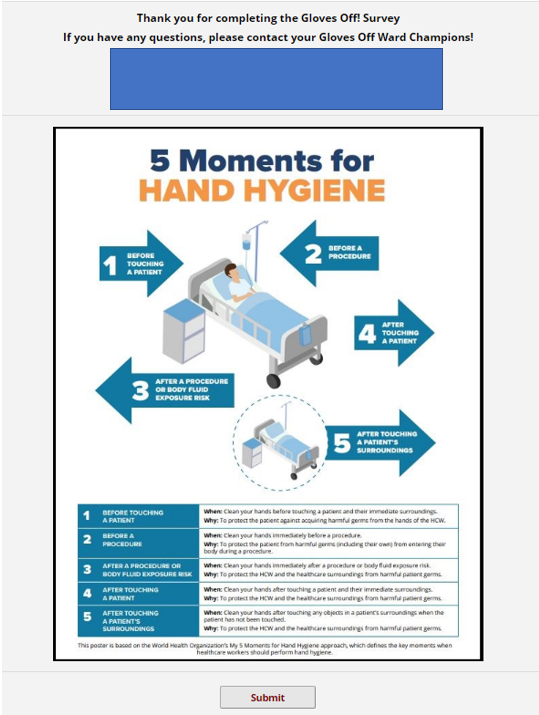 Thank you for completing the Gloves Off! Survey
If you have any questions, please contact your Gloves Off Ward Champions!
5 Moments for
HAND HYGIENE
1 BEFORE
TOUCHING
A PATIENT
2 BEFORE A
PROCEDURE
4 AFTER
TOUCHING
A PATIENT
3 AFTER A PROCEDURE
OR BODY FLUID
EXPOSURE RISK
5 AFTER TOUCHING
A PATIENT'S
SURROUNDINGS
1 BEFORE TOUCHING
A PATIENT
When: Clean your hands before touching a patient and their immediate surroundings.
Why: To protect the patient against acquiring harmful germs from the hands of the HCW.
2 BEFORE A
PROCEDURE
When: Clean your hands immediately before a procedure.
Why: To protect the patient from harmful germs (including their own) from entering their
body during a procedure.
3 AFTER A PROCEDURE OR
BODY FLUID EXPOSURE RISK
When: Clean your hands immediately after a procedure or body fluid exposure risk.
Why: To protect the HCW and the healthcare surroundings from harmful patient germs.
4 AFTER TOUCHING
A PATIENT
When: Clean your hands after touching a patient and their immediate surroundings.
Why: To protect the HCW and the healthcare surroundings from harmful patient germs.
5 AFTER TOUCHING
A PATIENT'S
SURROUNDINGS
When: Clean your hands after touching any objects in a patient's surroundings when the
patient has not been touched.
Why: To protect the HCW and the healthcare surroundings from harmful patient germs.
This poster is based on the World Health Organization's My 5 Moments for Hand Hygiene approach, which defines the key moments when
healthcare workers should perform hand hygiene.
Submit